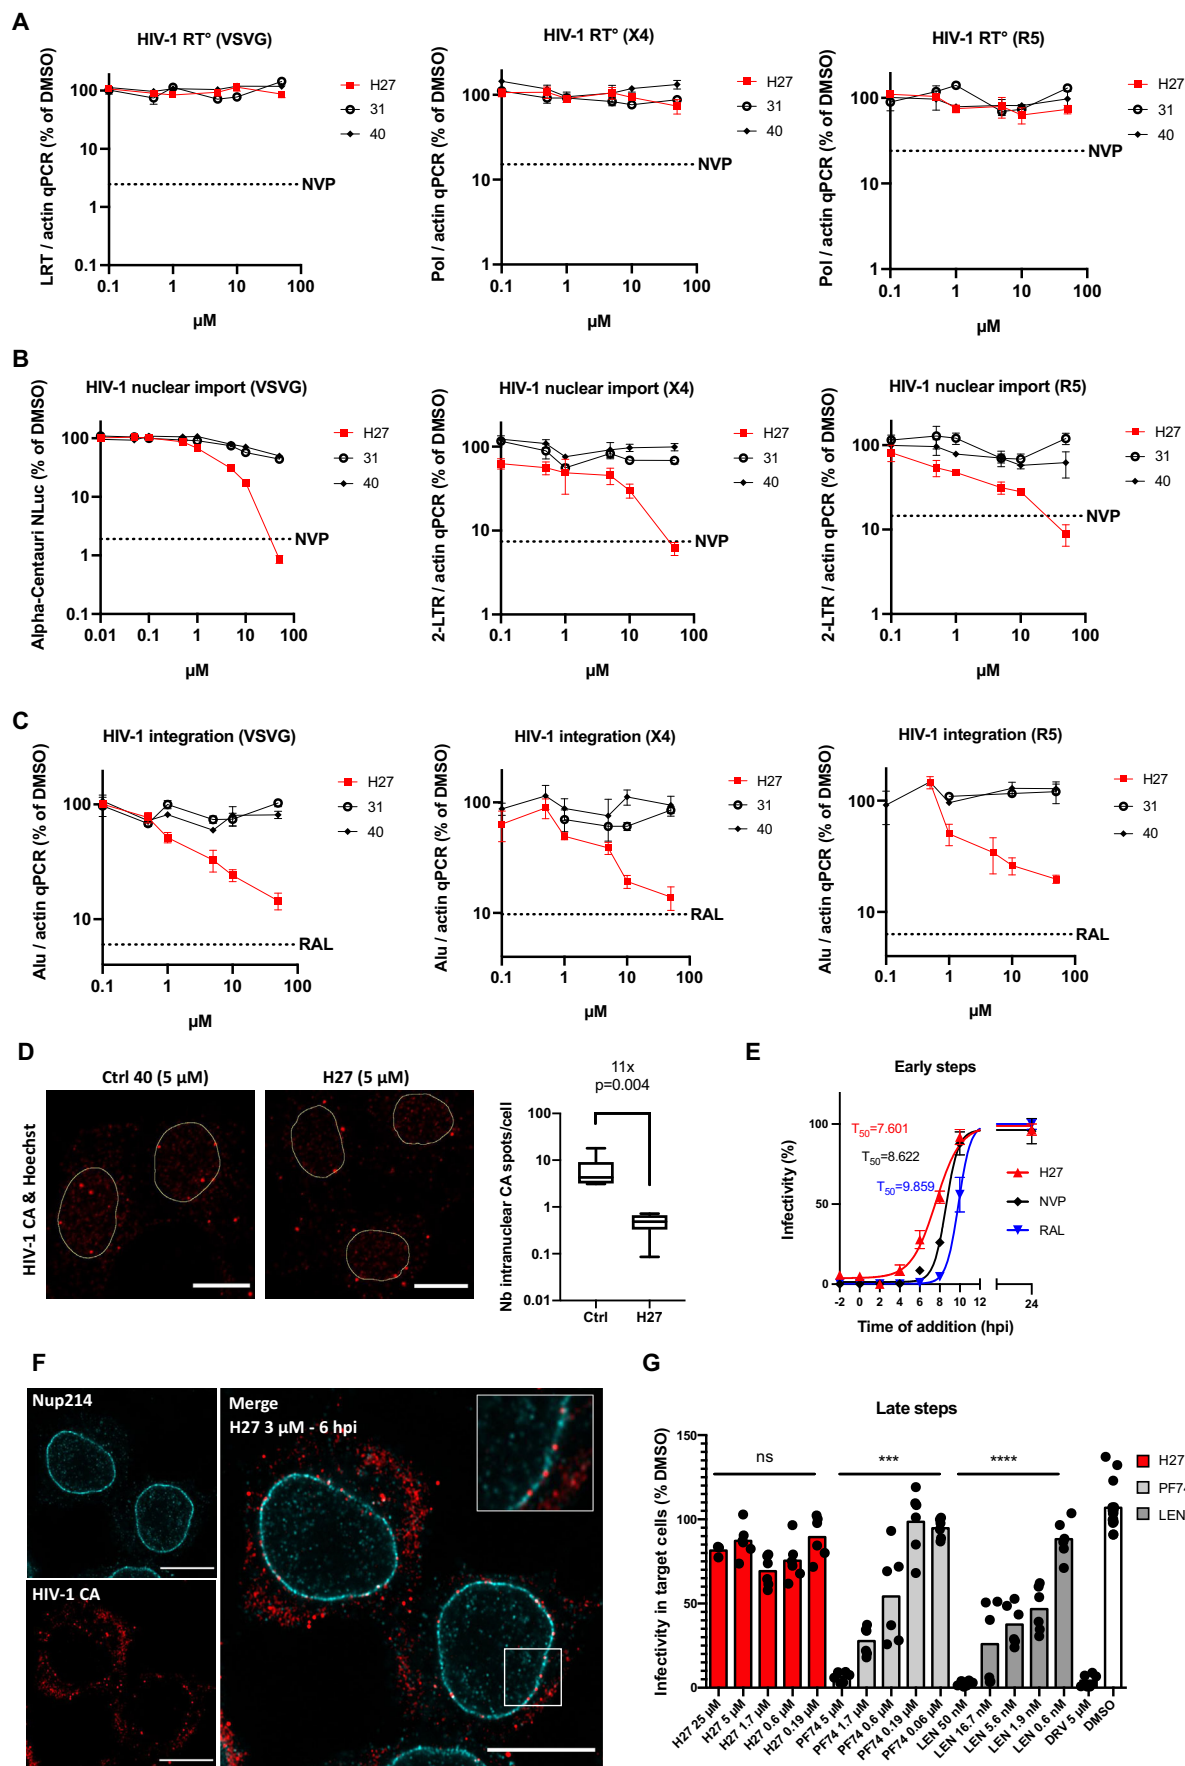 A
HIV-1 RT° (VSVG)
LRT / actin qPCR (% of DMSO)
100
10
1
0.1
0.1 1 10 100
µM
NVP
H27
31
40
HIV-1 RT° (X4)
Pol / actin qPCR (% of DMSO)
100
10
1
0.1 1 10 100
µM
NVP
H27
31
40
HIV-1 RT° (R5)
Pol / actin qPCR (% of DMSO)
100
10
1
0.1 1 10 100
µM
NVP
H27
31
40
B
HIV-1 nuclear import (VSVG)
Alpha-Centauri NLuc (% of DMSO)
100
10
1
0.1
0.01 0.1 1 10 100
µM
NVP
H27
31
40
HIV-1 nuclear import (X4)
2-LTR / actin qPCR (% of DMSO)
100
10
1
0.1 1 10 100
µM
NVP
H27
31
40
HIV-1 nuclear import (R5)
2-LTR / actin qPCR (% of DMSO)
100
10
1
0.1 1 10 100
µM
NVP
H27
31
40
C
HIV-1 integration (VSVG)
Alu / actin qPCR (% of DMSO)
100
10
0.1 1 10 100
µM
RAL
H27
31
40
HIV-1 integration (X4)
Alu / actin qPCR (% of DMSO)
100
10
0.1 1 10 100
µM
RAL
H27
31
40
HIV-1 integration (R5)
Alu / actin qPCR (% of DMSO)
100
10
0.1 1 10 100
µM
RAL
H27
31
40
D
HIV-1 CA & Hoechst
Ctrl 40 (5 µM)
H27 (5 µM)
11x
p=0.004
Nb intranuclear CA spots/cell
100
10
1
0.1
0.01
Ctrl H27
E
Early steps
Infectivity (%)
100
50
0
T50=7.601
T50=8.622
T50=9.859
H27
NVP
RAL
-2 0 2 4 6 8 10 12 24
Time of addition (hpi)
F
Nup214
HIV-1 CA
Merge
H27 3 µM - 6 hpi
G
Late steps
Infectivity in target cells (% DMSO)
150
100
50
0
ns
***
****
H27
PF74
LEN
H27 25 µM
H27 5 µM
H27 1.7 µM
H27 0.6 µM
H27 0.19 µM
PF74 5 µM
PF74 1.7 µM
PF74 0.6 µM
PF74 0.19 µM
PF74 0.06 µM
LEN 50 nM
LEN 16.7 nM
LEN 5.6 nM
LEN 1.9 nM
LEN 0.6 nM
DRV 5 µM
DMSO